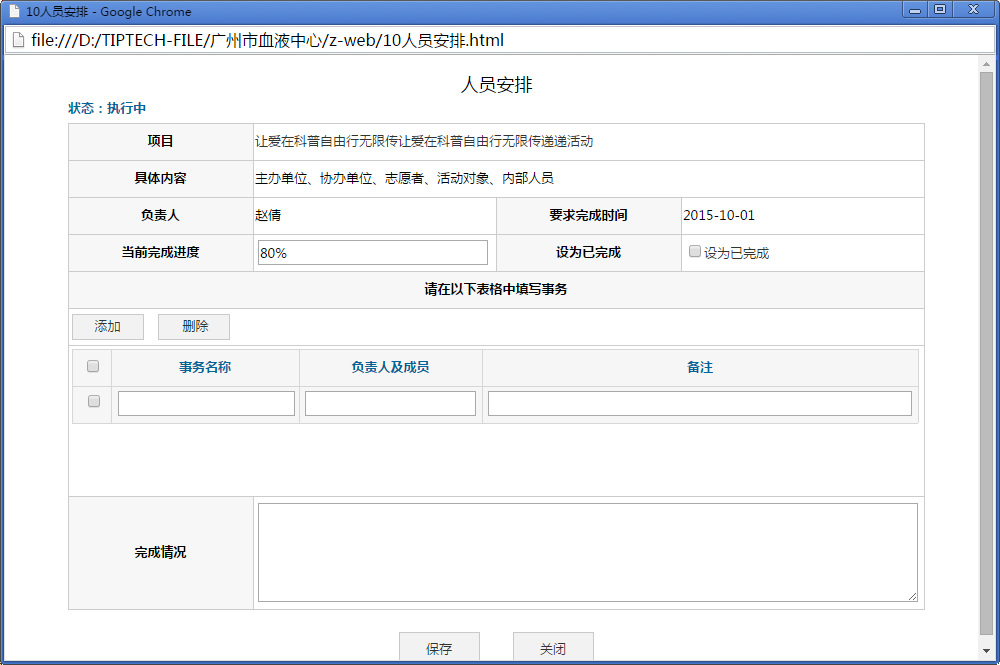 10人员安排 - Google Chrome
file:///D:/TIPTECH-FILE/广州市血液中心/z-web/10人员安排.html
人员安排
状态：执行中
项目 让爱在科普自由行无限传让爱在科普自由行无限传递递活动
具体内容 主办单位、协办单位、志愿者、活动对象、内部人员
负责人 赵倩 要求完成时间 2015-10-01
当前完成进度 80% 设为已完成 设为已完成
请在以下表格中填写事务
添加 删除
事务名称 负责人及成员 备注
完成情况
保存 关闭